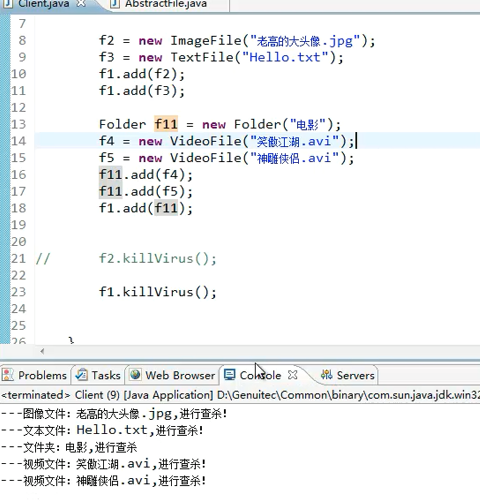 Client.java
AbstractFile.java
7
8 f2 = new ImageFile("老高的大头像.jpg");
9 f3 = new TextFile("Hello.txt");
10 f1.add(f2);
11 f1.add(f3);
12
13 Folder f11 = new Folder("电影");
14 f4 = new VideoFile("笑傲江湖.avi");
15 f5 = new VideoFile("神雕侠侣.avi");
16 f11.add(f4);
17 f11.add(f5);
18 f1.add(f11);
19
20
21 // f2.killVirus();
22
23 f1.killVirus();
24
25
26 }
Problems Tasks Web Browser Console Servers
<terminated> Client (9) [Java Application] D:\Genuitec\Common\binary\com.sun.java.jdk.win32
---图像文件：老高的大头像.jpg,进行查杀！
---文本文件：Hello.txt,进行查杀！
---文件夹：电影,进行查杀
---视频文件：笑傲江湖.avi,进行查杀！
---视频文件：神雕侠侣.avi,进行查杀！